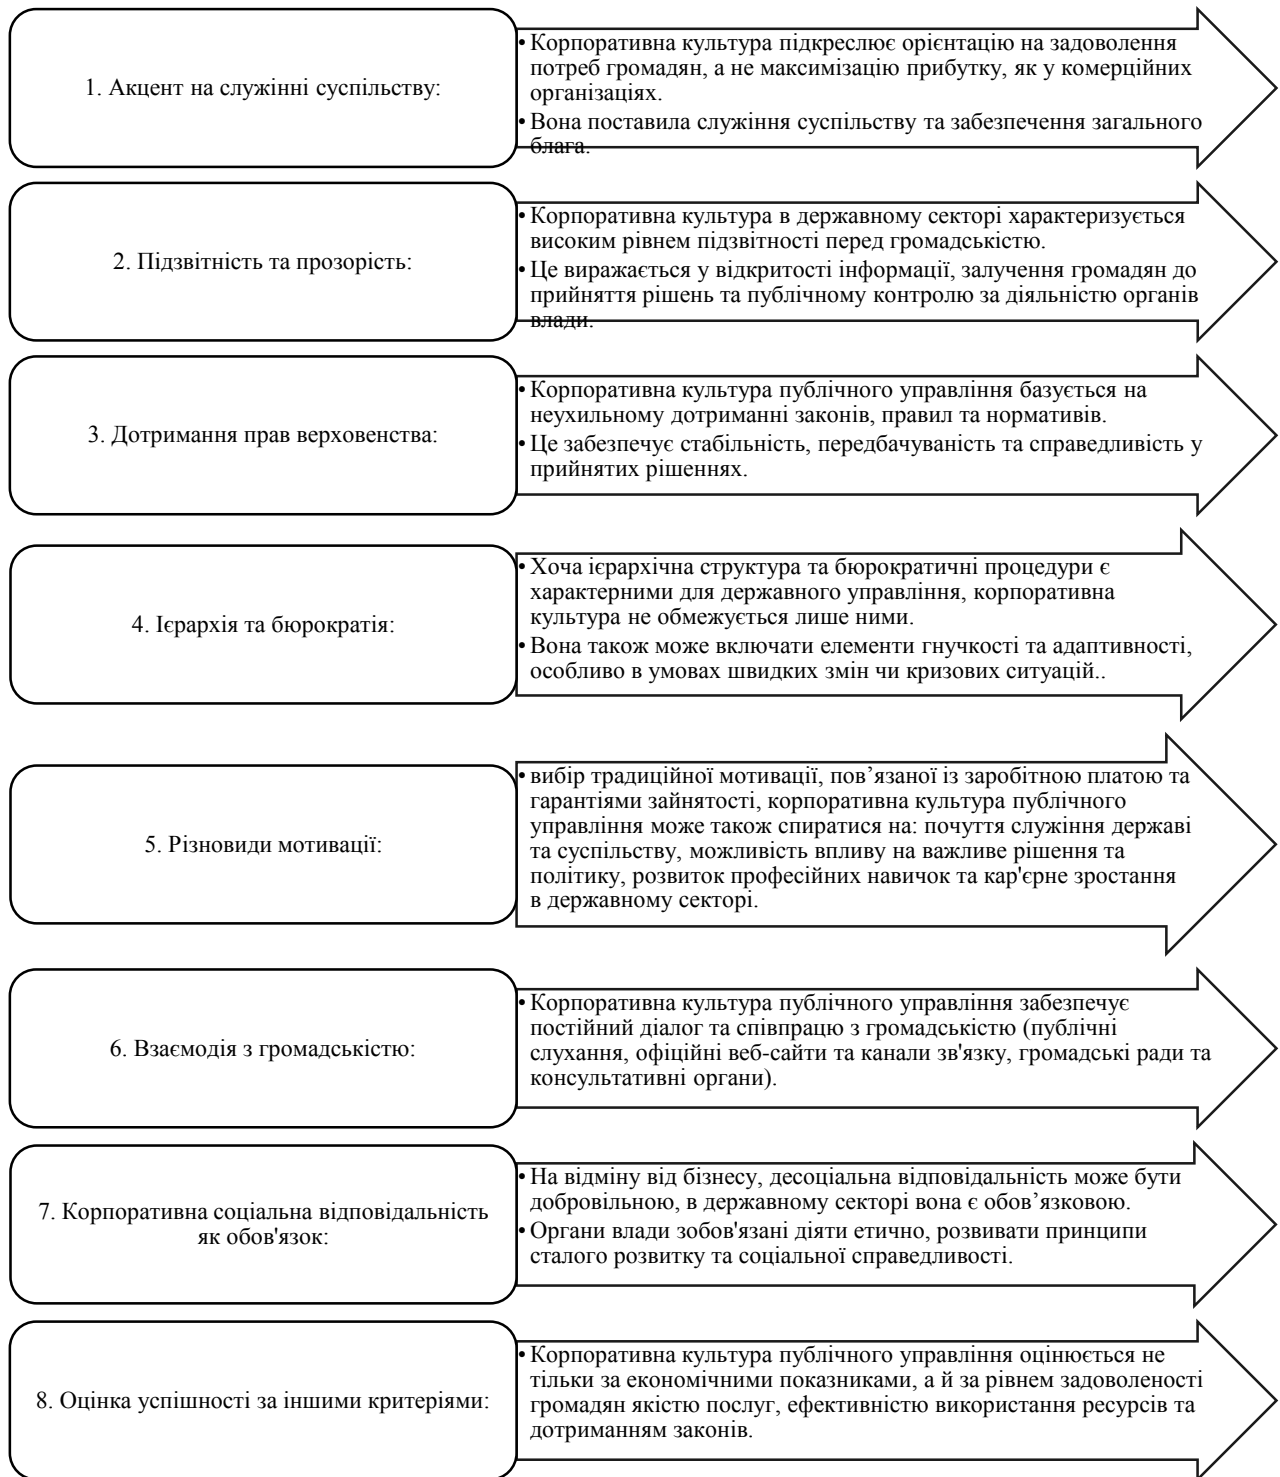 1. Акцент на служінні суспільству:
• Корпоративна культура підкреслює орієнтацію на задоволення
потреб громадян, а не максимізацію прибутку, як у комерційних
організаціях.
• Вона поставила служіння суспільству та забезпечення загального
блага.
2. Підзвітність та прозорість:
• Корпоративна культура в державному секторі характеризується
високим рівнем підзвітності перед громадськістю.
• Це виражається у відкритості інформації, залучення громадян до
прийняття рішень та публічному контролю за діяльністю органів
влади.
3. Дотримання прав верховенства:
• Корпоративна культура публічного управління базується на
неухильному дотриманні законів, правил та нормативів.
• Це забезпечує стабільність, передбачуваність та справедливість у
прийнятих рішеннях.
4. Ієрархія та бюрократія:
• Хоча ієрархічна структура та бюрократичні процедури є
характерними для державного управління, корпоративна
культура не обмежується лише ними.
• Вона також може включати елементи гнучкості та адаптивності,
особливо в умовах швидких змін чи кризових ситуацій..
5. Різновиди мотивації:
• вибір традиційної мотивації, пов’язаної із заробітною платою та
гарантіями зайнятості, корпоративна культура публічного
управління може також спиратися на: почуття служіння державі
та суспільству, можливість впливу на важливе рішення та
політику, розвиток професійних навичок та кар'єрне зростання
в державному секторі.
6. Взаємодія з громадськістю:
• Корпоративна культура публічного управління забезпечує
постійний діалог та співпрацю з громадськістю (публічні
слухання, офіційні веб-сайти та канали зв'язку, громадські ради та
консультативні органи).
7. Корпоративна соціальна відповідальність
як обов'язок:
• На відміну від бізнесу, десоціальна відповідальність може бути
добровільною, в державному секторі вона є обов’язковою.
• Органи влади зобов'язані діяти етично, розвивати принципи
сталого розвитку та соціальної справедливості.
8. Оцінка успішності за іншими критеріями:
• Корпоративна культура публічного управління оцінюється не
тільки за економічними показниками, а й за рівнем задоволеності
громадян якістю послуг, ефективністю використання ресурсів та
дотриманням законів.